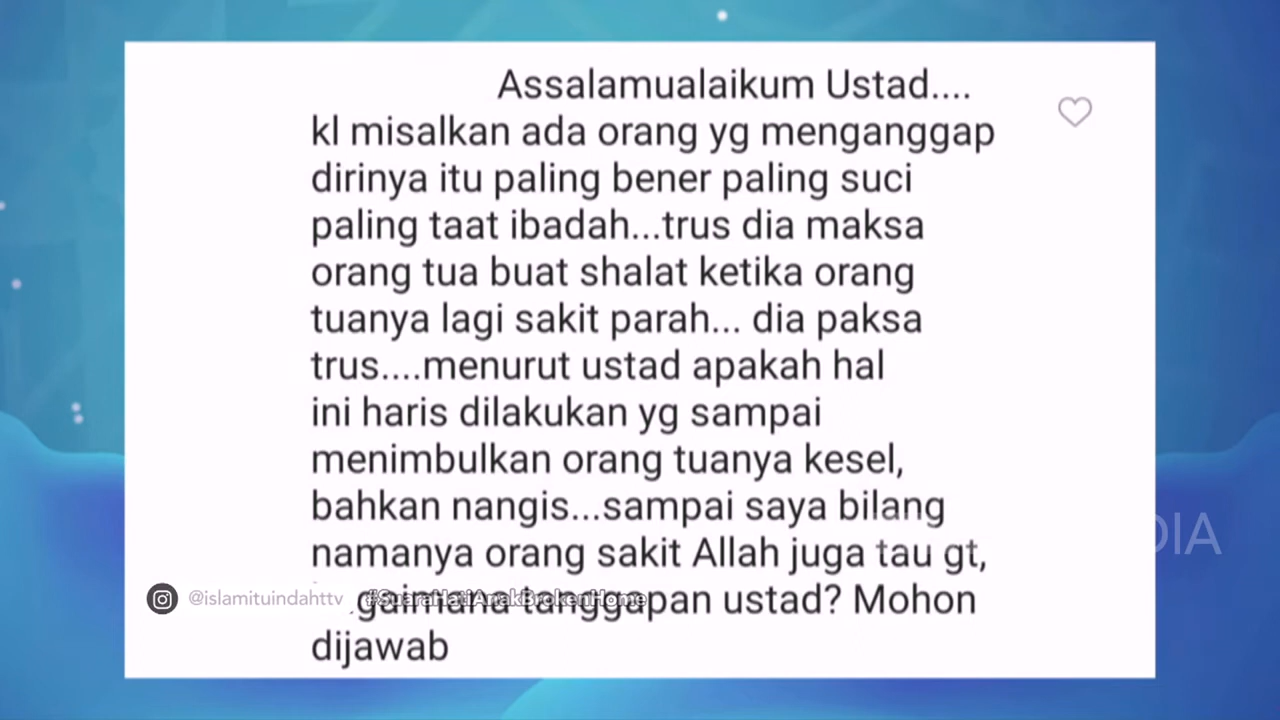 Assalamualaikum Ustad....
kl misalkan ada orang yg menganggap
dirinya itu paling bener paling suci
paling taat ibadah...trus dia maksa
orang tua buat shalat ketika orang
tuanya lagi sakit parah... dia paksa
trus....menurut ustad apakah hal
ini haris dilakukan yg sampai
menimbulkan orang tuanya kesel,
bahkan nangis...sampai saya bilang
namanya orang sakit Allah juga tau gt,
.gaimana tanggapan ustad? Mohon
dijawab
@islamituindahttv #SuaraHatiAnakBrokenHome
DIA